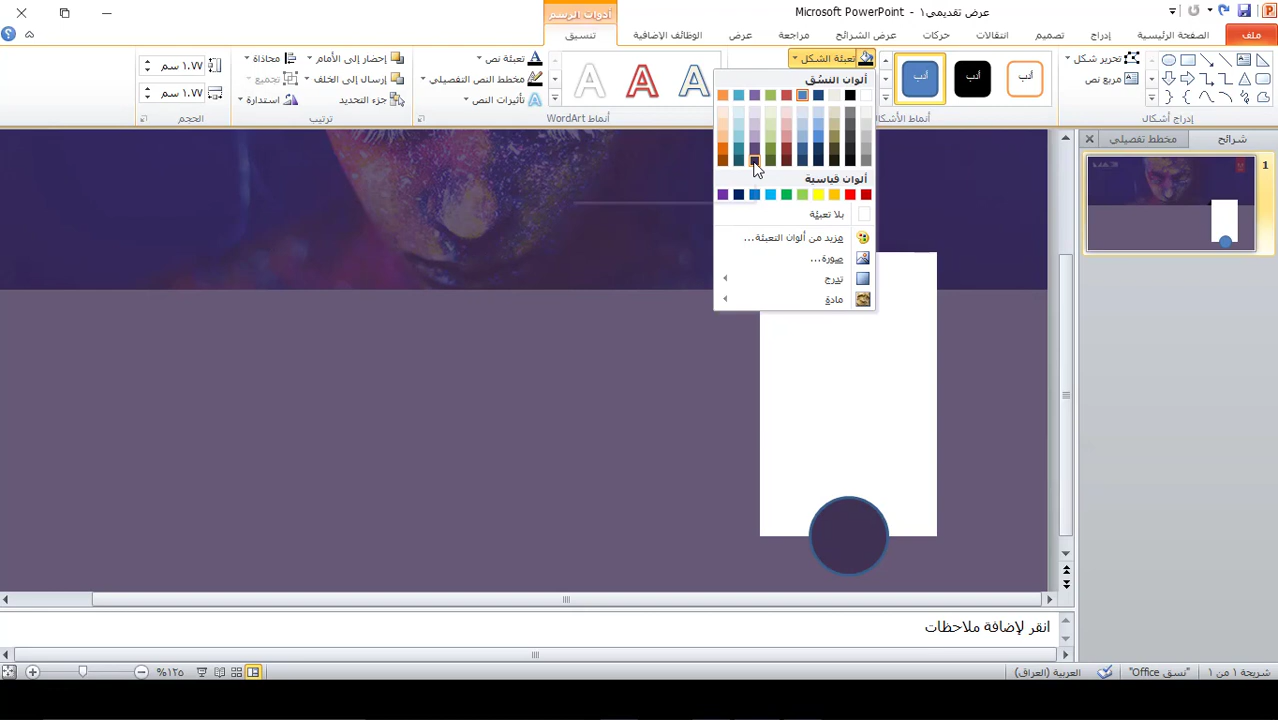 عرض تقديمي١ - Microsoft PowerPoint
أدوات الرسم
ملف
الصفحة الرئيسية
إدراج
تصميم
انتقالات
حركات
عرض الشرائح
مراجعة
عرض
الوظائف الإضافية
تنسيق
تحرير شكل
مربع نص
إدراج أشكال
أبت
أبت
أبت
تعبئة الشكل
أنماط الأشكال
تعبئة نص
مخطط النص التفصيلي
تأثيرات النص
أنماط WordArt
إحضار إلى الأمام
إرسال إلى الخلف
جزء التحديد
محاذاة
تجميع
استدارة
ترتيب
١.٧٧ سم
١.٧٧ سم
الحجم
ألوان النسق
ألوان قياسية
بلا تعبئة
مزيد من ألوان التعبئة...
صورة...
تدرج
مادة
شرائح
مخطط تفصيلي
1
انقر لإضافة ملاحظات
شريحة ١ من ١
"نسق Office"
العربية (العراق)
١٢٥%